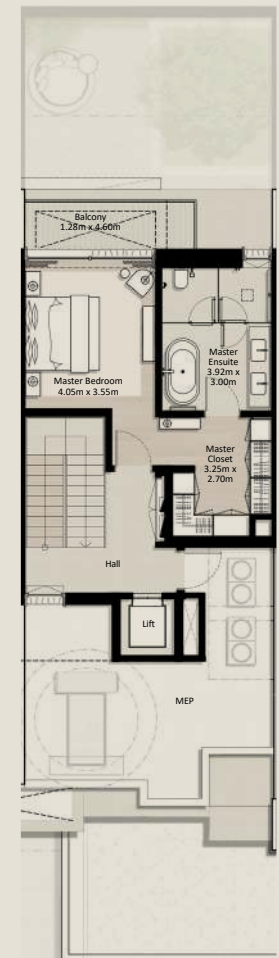 Balcony
1.28m x 4.60m
Master Bedroom
4.05m x 3.55m
Master
Ensuite
3.92m x
3.00m
Master
Closet
3.25m x
2.70m
Hall
Lift
MEP